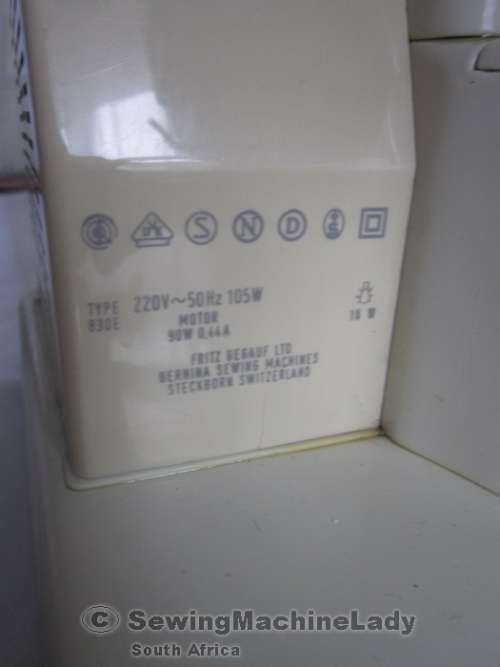 S N D
TYPE 220V~50Hz 105W
830E MOTOR 16 W
90W 0,44A
FRITZ GEGAUF LTD
BERNINA SEWING MACHINES
STECKBORN SWITZERLAND
© SewingMachineLady
South Africa